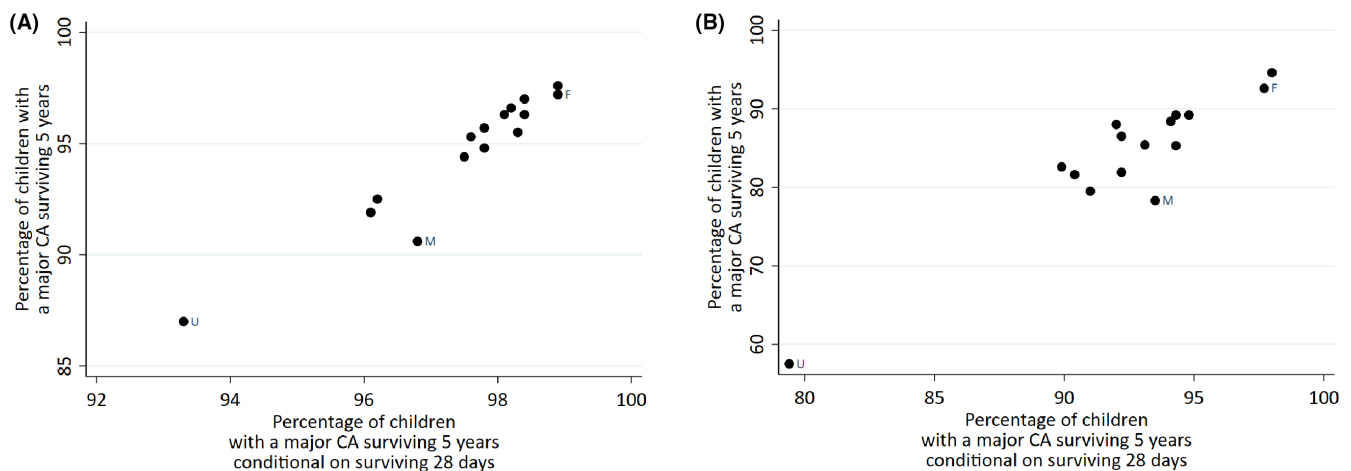 (A)
Percentage of children with
a major CA surviving 5 years
100
95
90
85
F
M
U
92
94
96
98
100
Percentage of children
with a major CA surviving 5 years
conditional on surviving 28 days
(B)
Percentage of children with
a major CA surviving 5 years
100
90
80
70
60
F
M
U
80
85
90
95
100
Percentage of children
with a major CA surviving 5 years
conditional on surviving 28 days